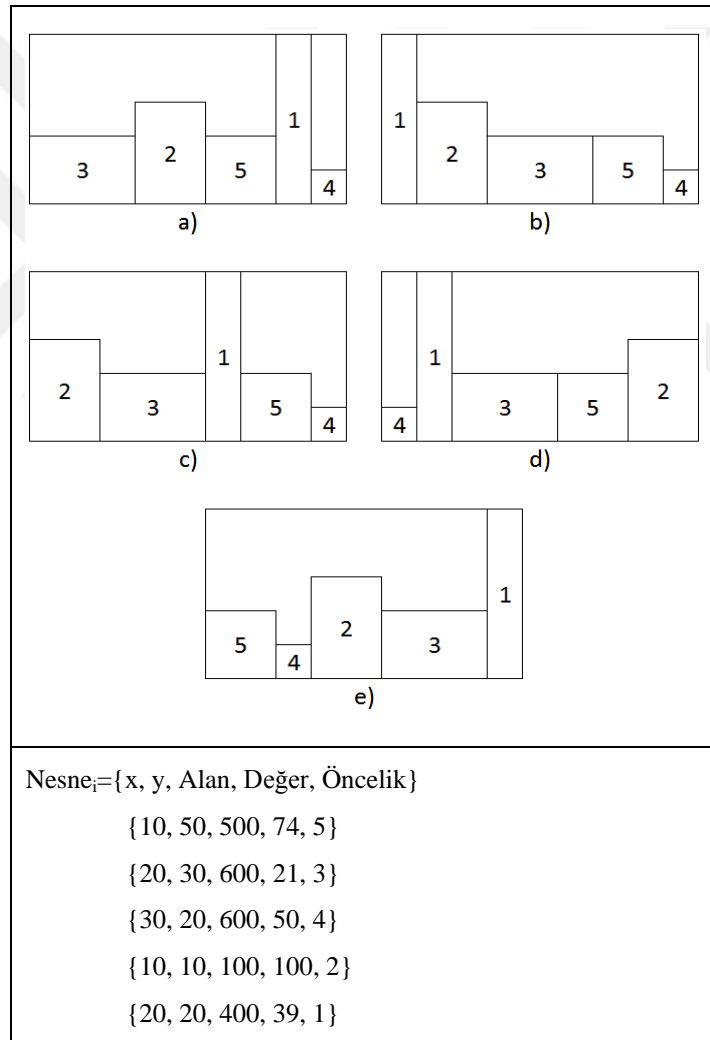 3 2 5 1 4
a)
1 2 3 5 4
b)
2 3 1 5 4
c)
4 1 3 5 2
d)
5 4 2 3 1
e)
Nesneᵢ={x, y, Alan, Değer, Öncelik}
{10, 50, 500, 74, 5}
{20, 30, 600, 21, 3}
{30, 20, 600, 50, 4}
{10, 10, 100, 100, 2}
{20, 20, 400, 39, 1}